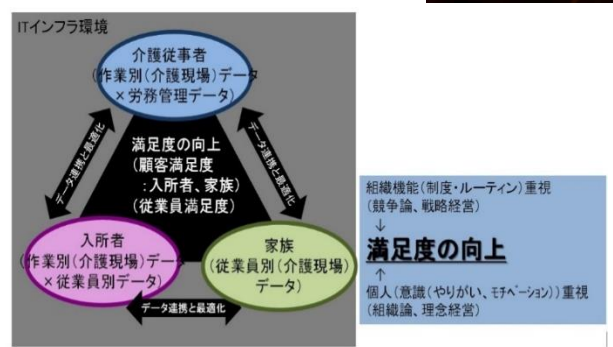 ITインフラ環境
介護従事者
(作業別(介護現場)データ
×労務管理データ)
データ連携と最適化
データ連携と最適化
満足度の向上
(顧客満足度
:入所者、家族)
(従業員満足度)
入所者
(作業別(介護現場)データ
×従業員別データ)
家族
(従業員別(介護現場)
データ)
データ連携と最適化
組織機能(制度・ルーティン)重視
(競争論、戦略経営)
↓
満足度の向上
↑
個人(意識(やりがい、モチベーション))重視
(組織論、理念経営)